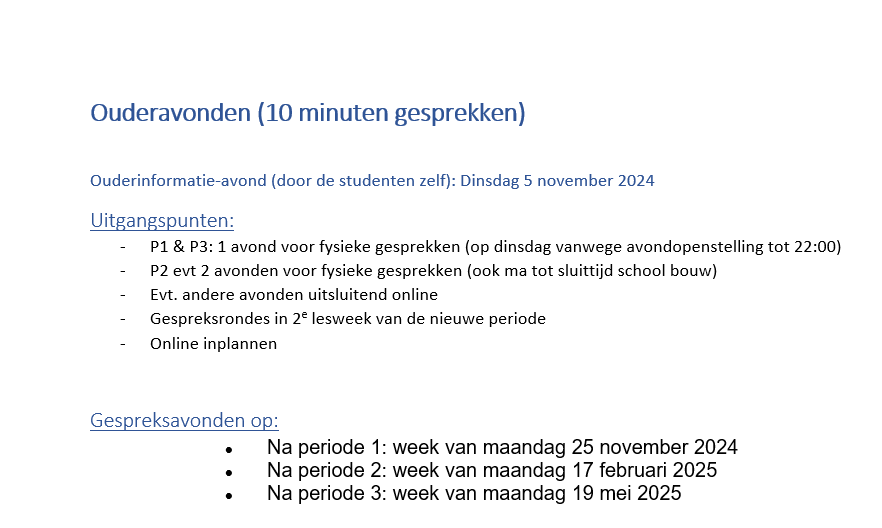 Ouderavonden (10 minuten gesprekken)
Ouderinformatie-avond (door de studenten zelf): Dinsdag 5 november 2024
Uitgangspunten:
- P1 & P3: 1 avond voor fysieke gesprekken (op dinsdag vanwege avondopenstelling tot 22:00)
- P2 evt 2 avonden voor fysieke gesprekken (ook ma tot sluittijd school bouw)
- Evt. andere avonden uitsluitend online
- Gespreksrondes in 2e lesweek van de nieuwe periode
- Online inplannen
Gespreksavonden op:
• Na periode 1: week van maandag 25 november 2024
• Na periode 2: week van maandag 17 februari 2025
• Na periode 3: week van maandag 19 mei 2025